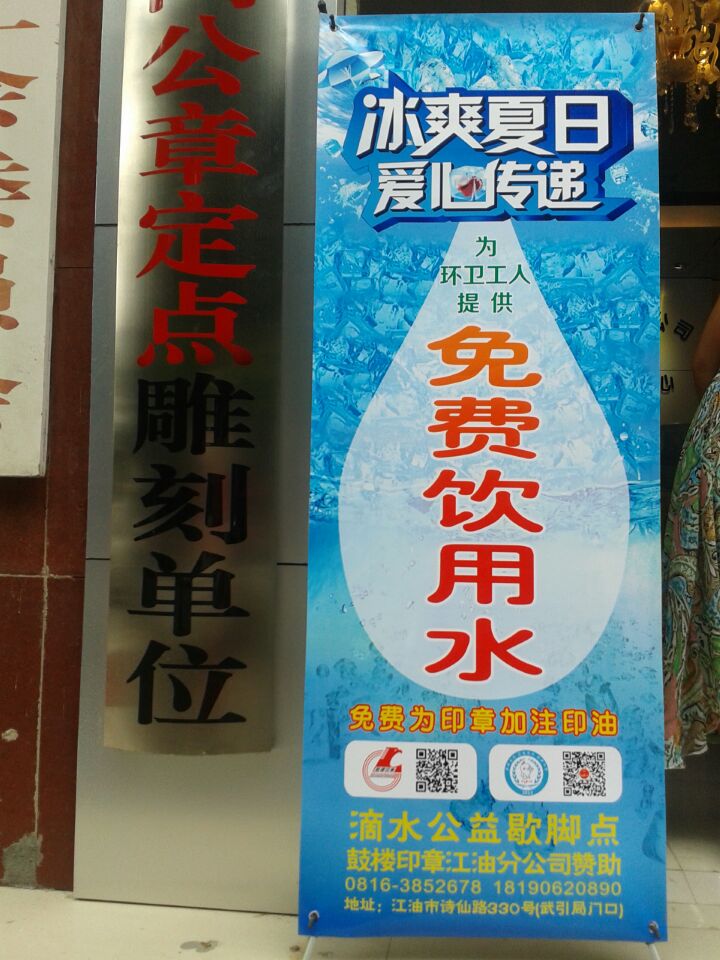 公章定点雕刻单位
冰爽夏日
爱心传递
为
环卫工人
提供
免费饮用水
免费为印章加注印油
滴水公益歇脚点
鼓楼印章江油分公司赞助
0816-3852678 18190620890
地址：江油市诗仙路330号(武引局门口)
司
心